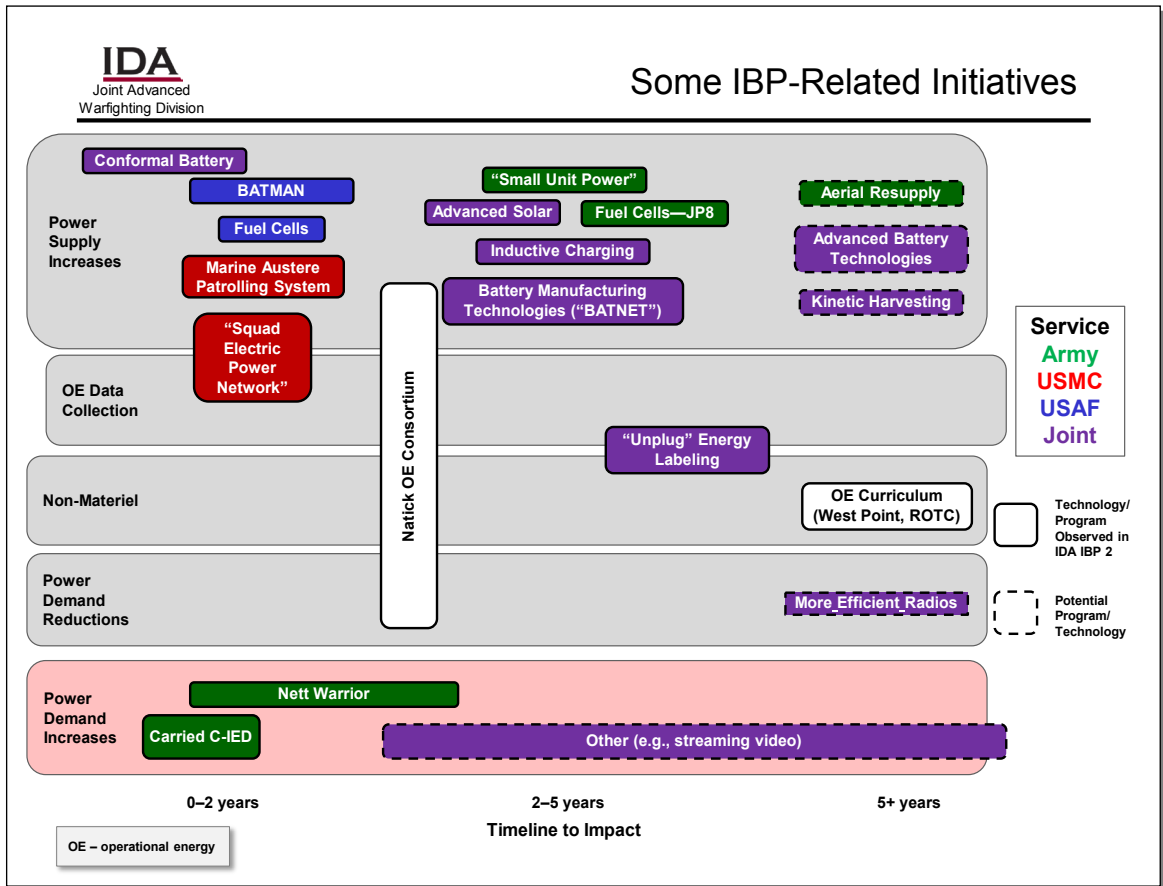 IDA
Joint Advanced
Warfighting Division
Some IBP-Related Initiatives
Power
Supply
Increases
Conformal Battery
BATMAN
Fuel Cells
Marine Austere
Patrolling System
“Squad
Electric
Power
Network”
“Small Unit Power”
Advanced Solar
Fuel Cells—JP8
Inductive Charging
Battery Manufacturing
Technologies (“BATNET”)
Aerial Resupply
Advanced Battery
Technologies
Kinetic Harvesting
OE Data
Collection
Natick OE Consortium
“Unplug” Energy
Labeling
Non-Materiel
OE Curriculum
(West Point, ROTC)
Power
Demand
Reductions
More Efficient Radios
Power
Demand
Increases
Nett Warrior
Carried C-IED
Other (e.g., streaming video)
Service
Army
USMC
USAF
Joint
Technology/
Program
Observed in
IDA IBP 2
Potential
Program/
Technology
0–2 years
2–5 years
5+ years
Timeline to Impact
OE – operational energy